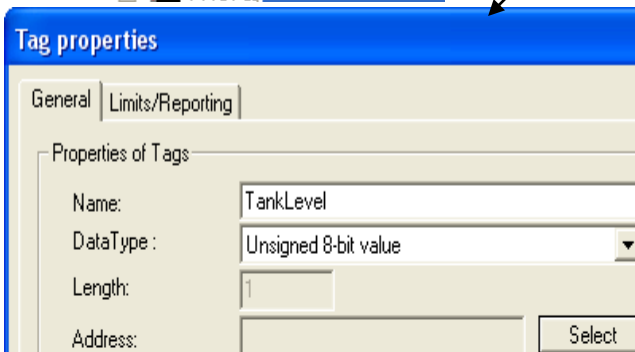 Tag properties
General Limits/Reporting
Properties of Tags
Name: TankLevel
DataType : Unsigned 8-bit value
Length: 1
Address: Select